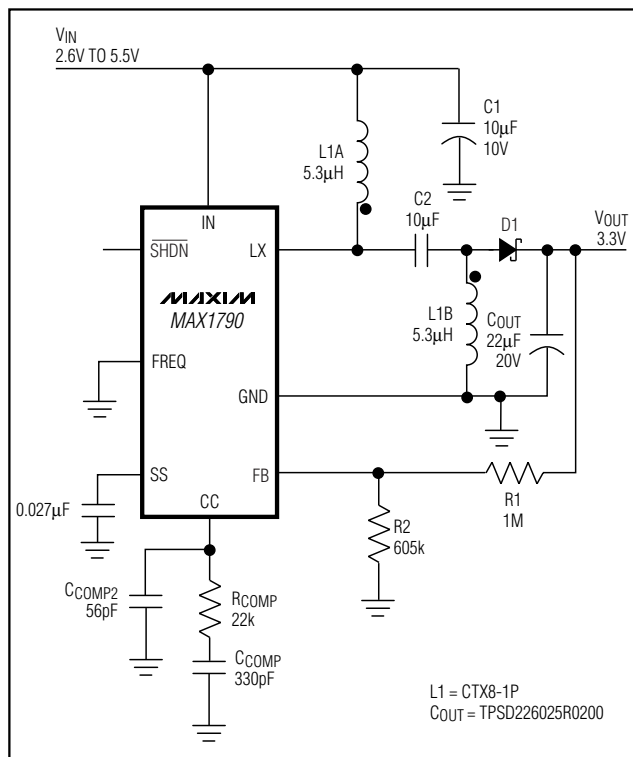 VIN
2.6V TO 5.5V
C1
10µF
10V
L1A
5.3µH
C2
10µF
D1
VOUT
3.3V
IN
SHDN
LX
MAXIM
MAX1790
L1B
5.3µH
COUT
22µF
20V
FREQ
GND
SS
FB
0.027µF
CC
R1
1M
R2
605k
CCOMP2
56pF
RCOMP
22k
CCOMP
330pF
L1 = CTX8-1P
COUT = TPSD226025R0200